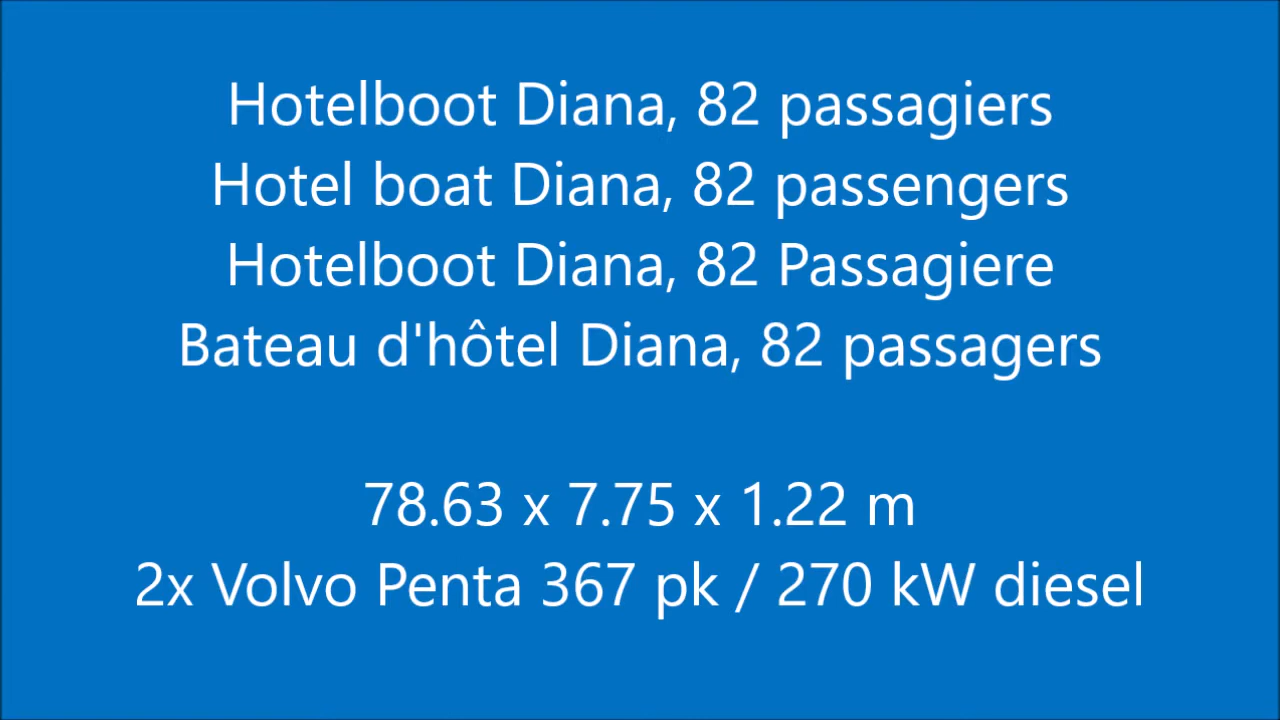 Hotelboot Diana, 82 passagiers
Hotel boat Diana, 82 passengers
Hotelboot Diana, 82 Passagiere
Bateau d'hôtel Diana, 82 passagers
78.63 x 7.75 x 1.22 m
2x Volvo Penta 367 pk / 270 kW diesel